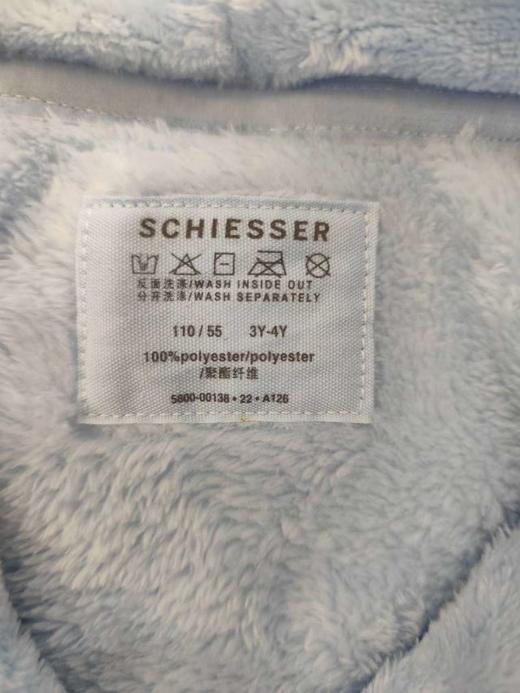 SCHIESSER
反面洗涤/WASH INSIDE OUT
分开洗涤/WASH SEPARATELY
110/55 3Y-4Y
100%polyester/polyester
/聚酯纤维
5800-00138•22•A126